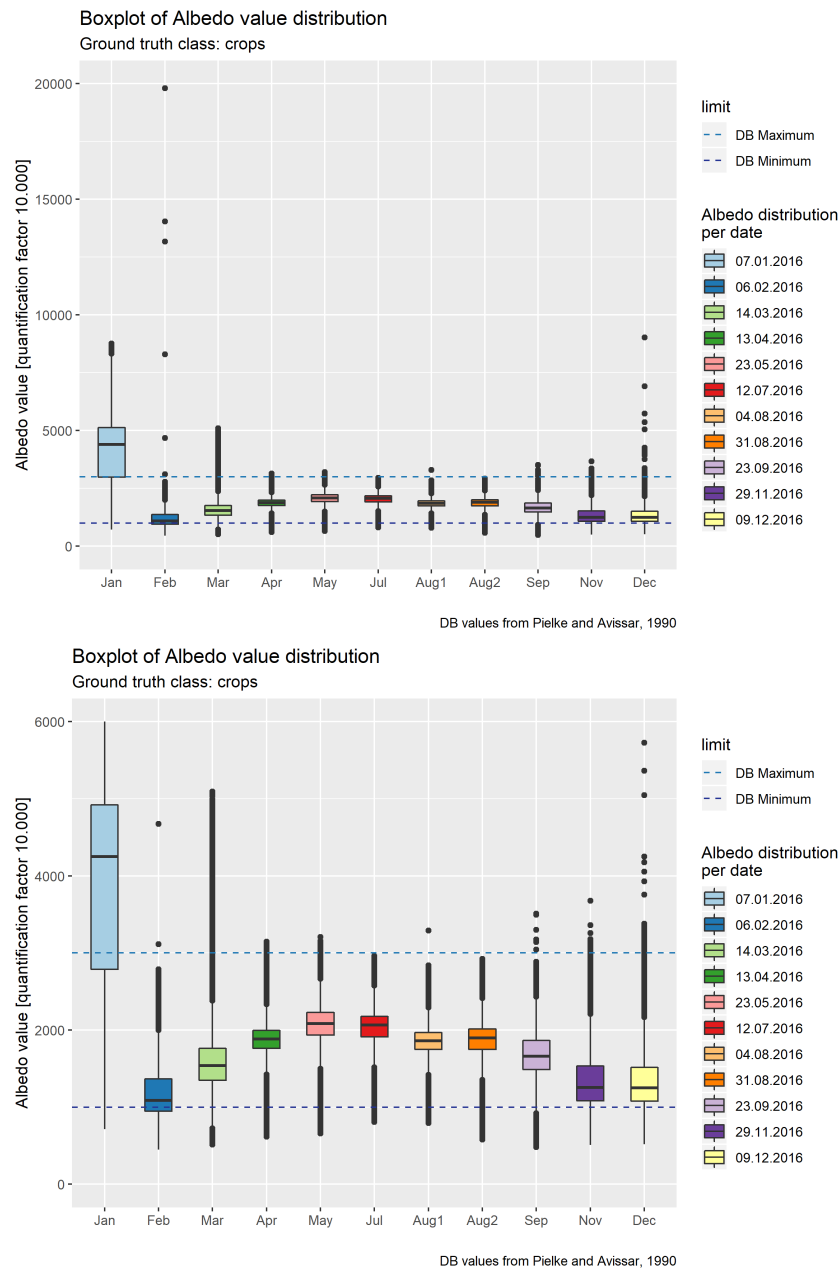 Boxplot of Albedo value distribution
Ground truth class: crops
Albedo value [quantification factor 10.000]
20000
15000
10000
5000
0
Jan Feb Mar Apr May Jul Aug1 Aug2 Sep Nov Dec
DB values from Pielke and Avissar, 1990
limit
DB Maximum
DB Minimum
Albedo distribution
per date
07.01.2016
06.02.2016
14.03.2016
13.04.2016
23.05.2016
12.07.2016
04.08.2016
31.08.2016
23.09.2016
29.11.2016
09.12.2016
Boxplot of Albedo value distribution
Ground truth class: crops
Albedo value [quantification factor 10.000]
6000
4000
2000
0
Jan Feb Mar Apr May Jul Aug1 Aug2 Sep Nov Dec
DB values from Pielke and Avissar, 1990
limit
DB Maximum
DB Minimum
Albedo distribution
per date
07.01.2016
06.02.2016
14.03.2016
13.04.2016
23.05.2016
12.07.2016
04.08.2016
31.08.2016
23.09.2016
29.11.2016
09.12.2016